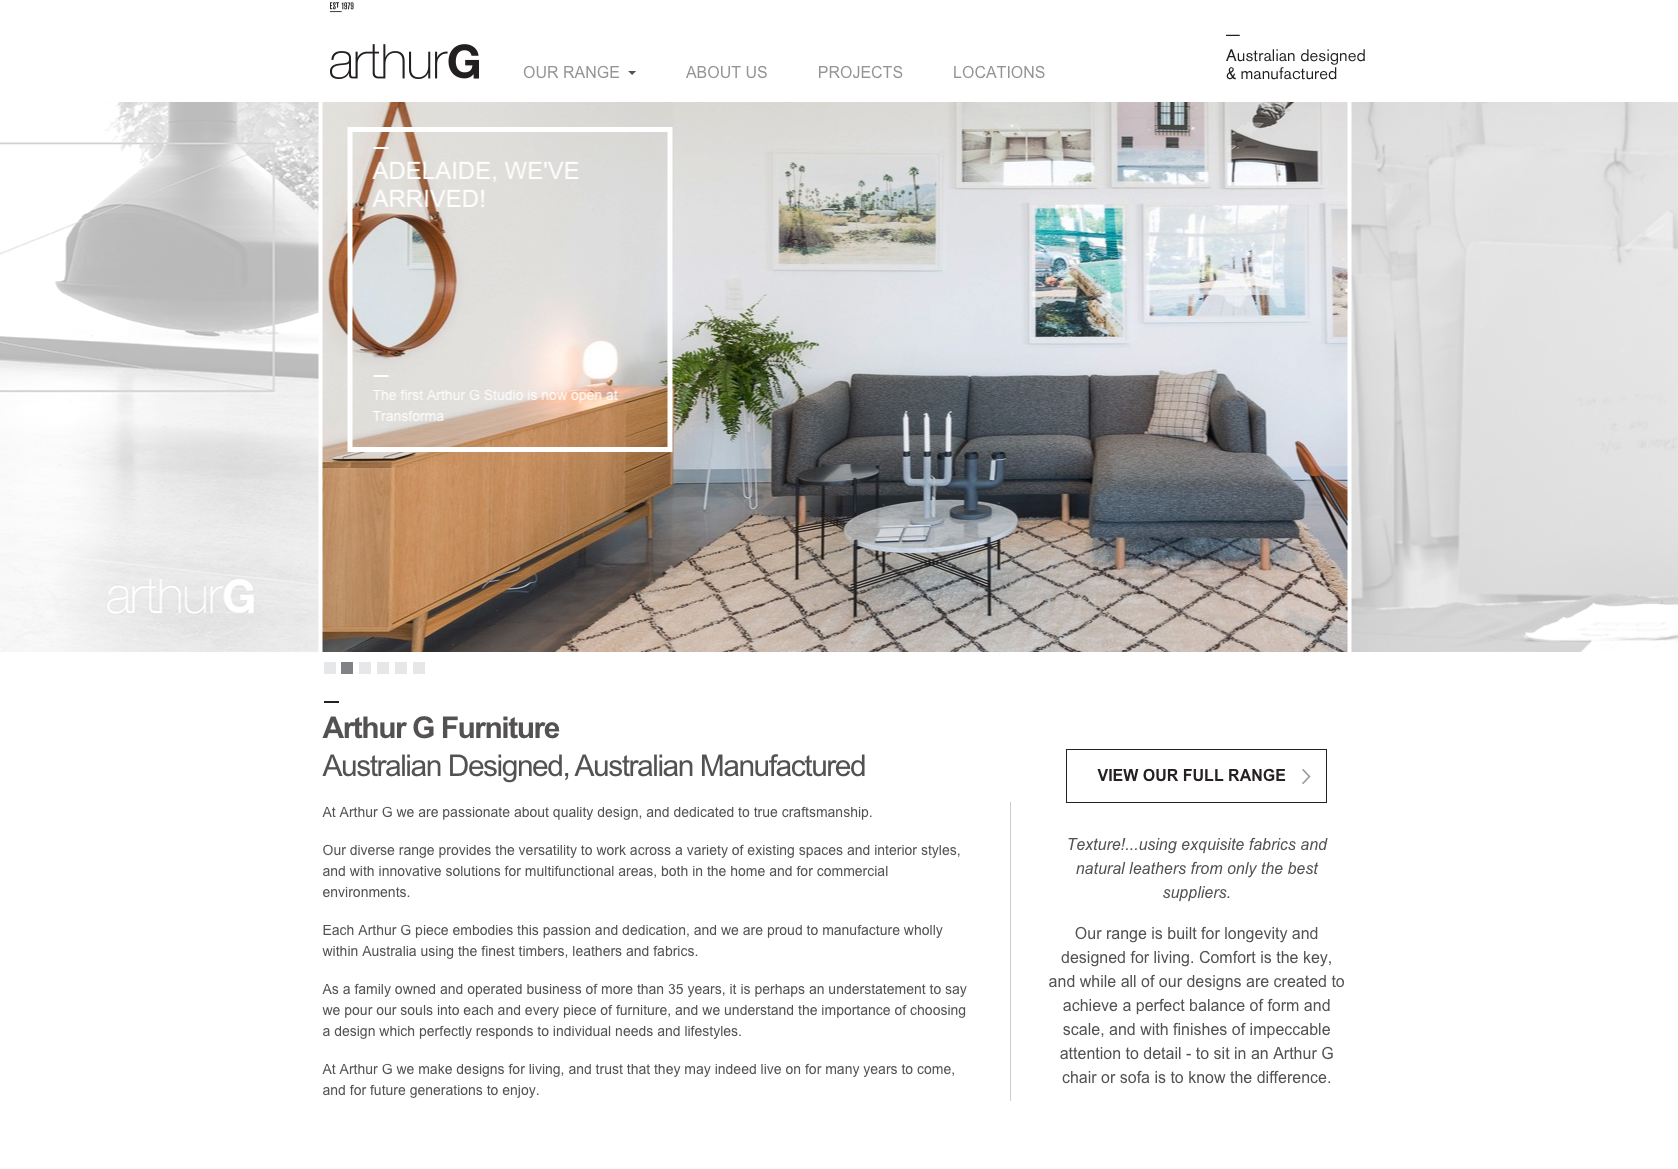 EST 1979
arthurG
OUR RANGE
ABOUT US
PROJECTS
LOCATIONS
Australian designed
& manufactured
ADELAIDE, WE'VE
ARRIVED!
The first Arthur G Studio is now open at
Transforma
arthurG
Arthur G Furniture
Australian Designed, Australian Manufactured
At Arthur G we are passionate about quality design, and dedicated to true craftsmanship.
Our diverse range provides the versatility to work across a variety of existing spaces and interior styles,
and with innovative solutions for multifunctional areas, both in the home and for commercial
environments.
Each Arthur G piece embodies this passion and dedication, and we are proud to manufacture wholly
within Australia using the finest timbers, leathers and fabrics.
As a family owned and operated business of more than 35 years, it is perhaps an understatement to say
we pour our souls into each and every piece of furniture, and we understand the importance of choosing
a design which perfectly responds to individual needs and lifestyles.
At Arthur G we make designs for living, and trust that they may indeed live on for many years to come,
and for future generations to enjoy.
VIEW OUR FULL RANGE
Texture!...using exquisite fabrics and
natural leathers from only the best
suppliers.
Our range is built for longevity and
designed for living. Comfort is the key,
and while all of our designs are created to
achieve a perfect balance of form and
scale, and with finishes of impeccable
attention to detail - to sit in an Arthur G
chair or sofa is to know the difference.